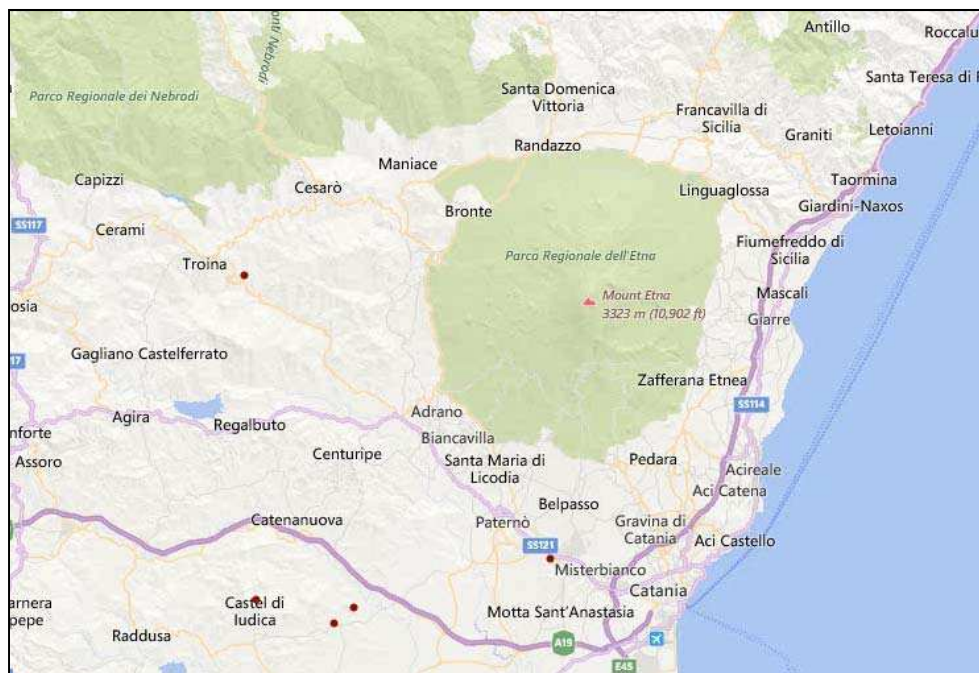 Antillo
Roccalu
Monti Nebrodi
Santa Teresa di R
Parco Regionale dei Nebrodi
Santa Domenica
Vittoria
Francavilla di
Sicilia
Graniti
Letoianni
Randazzo
Maniace
Capizzi
Cesarò
Linguaglossa
Taormina
Bronte
Giardini-Naxos
SS117
Cerami
Fiumefreddo di
Sicilia
Parco Regionale dell'Etna
Troina
Mount Etna
3323 m (10,902 ft)
Mascali
osia
Giarre
Gagliano Castelferrato
17
Zafferana Etnea
SS114
Adrano
Agira
Regalbuto
Biancavilla
nforte
Assoro
Centuripe
Santa Maria di
Licodia
Pedara
Acireale
Aci Catena
Belpasso
Catenanuova
Paternò
Gravina di
Catania
Aci Castello
SS121
Misterbianco
Catania
arnera
pepe
Castel di
Iudica
Motta Sant'Anastasia
Raddusa
A19
E45